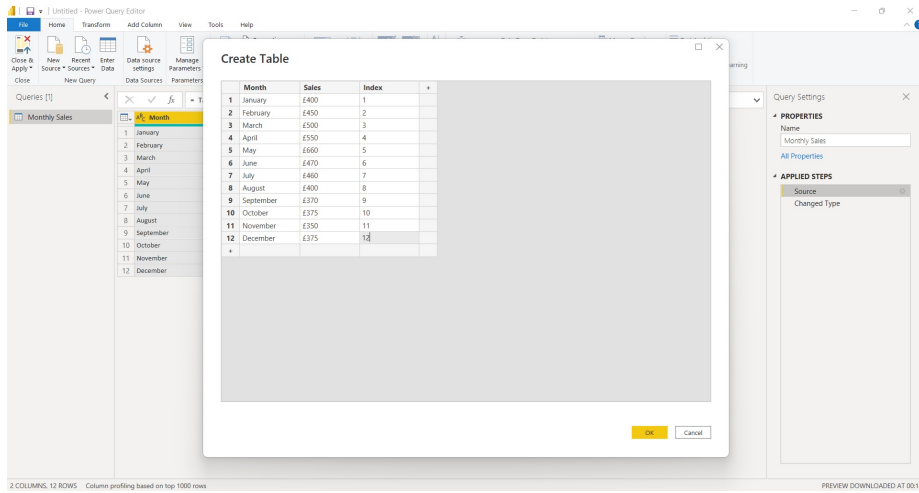 Untitled - Power Query Editor
File Home Transform Add Column View Tools Help
Close & Apply
New Source
Recent Sources
Enter Data
Data source settings
Manage Parameters
Close
New Query
Data Sources
Parameters
Queries [1]
Monthly Sales
fx
Month
1 January
2 February
3 March
4 April
5 May
6 June
7 July
8 August
9 September
10 October
11 November
12 December
Create Table
Month Sales Index +
1 January £400 1
2 February £450 2
3 March £500 3
4 April £550 4
5 May £660 5
6 June £470 6
7 July £460 7
8 August £400 8
9 September £370 9
10 October £375 10
11 November £350 11
12 December £375 12
+
OK Cancel
Query Settings
PROPERTIES
Name
Monthly Sales
All Properties
APPLIED STEPS
Source
Changed Type
2 COLUMNS, 12 ROWS Column profiling based on top 1000 rows
PREVIEW DOWNLOADED AT